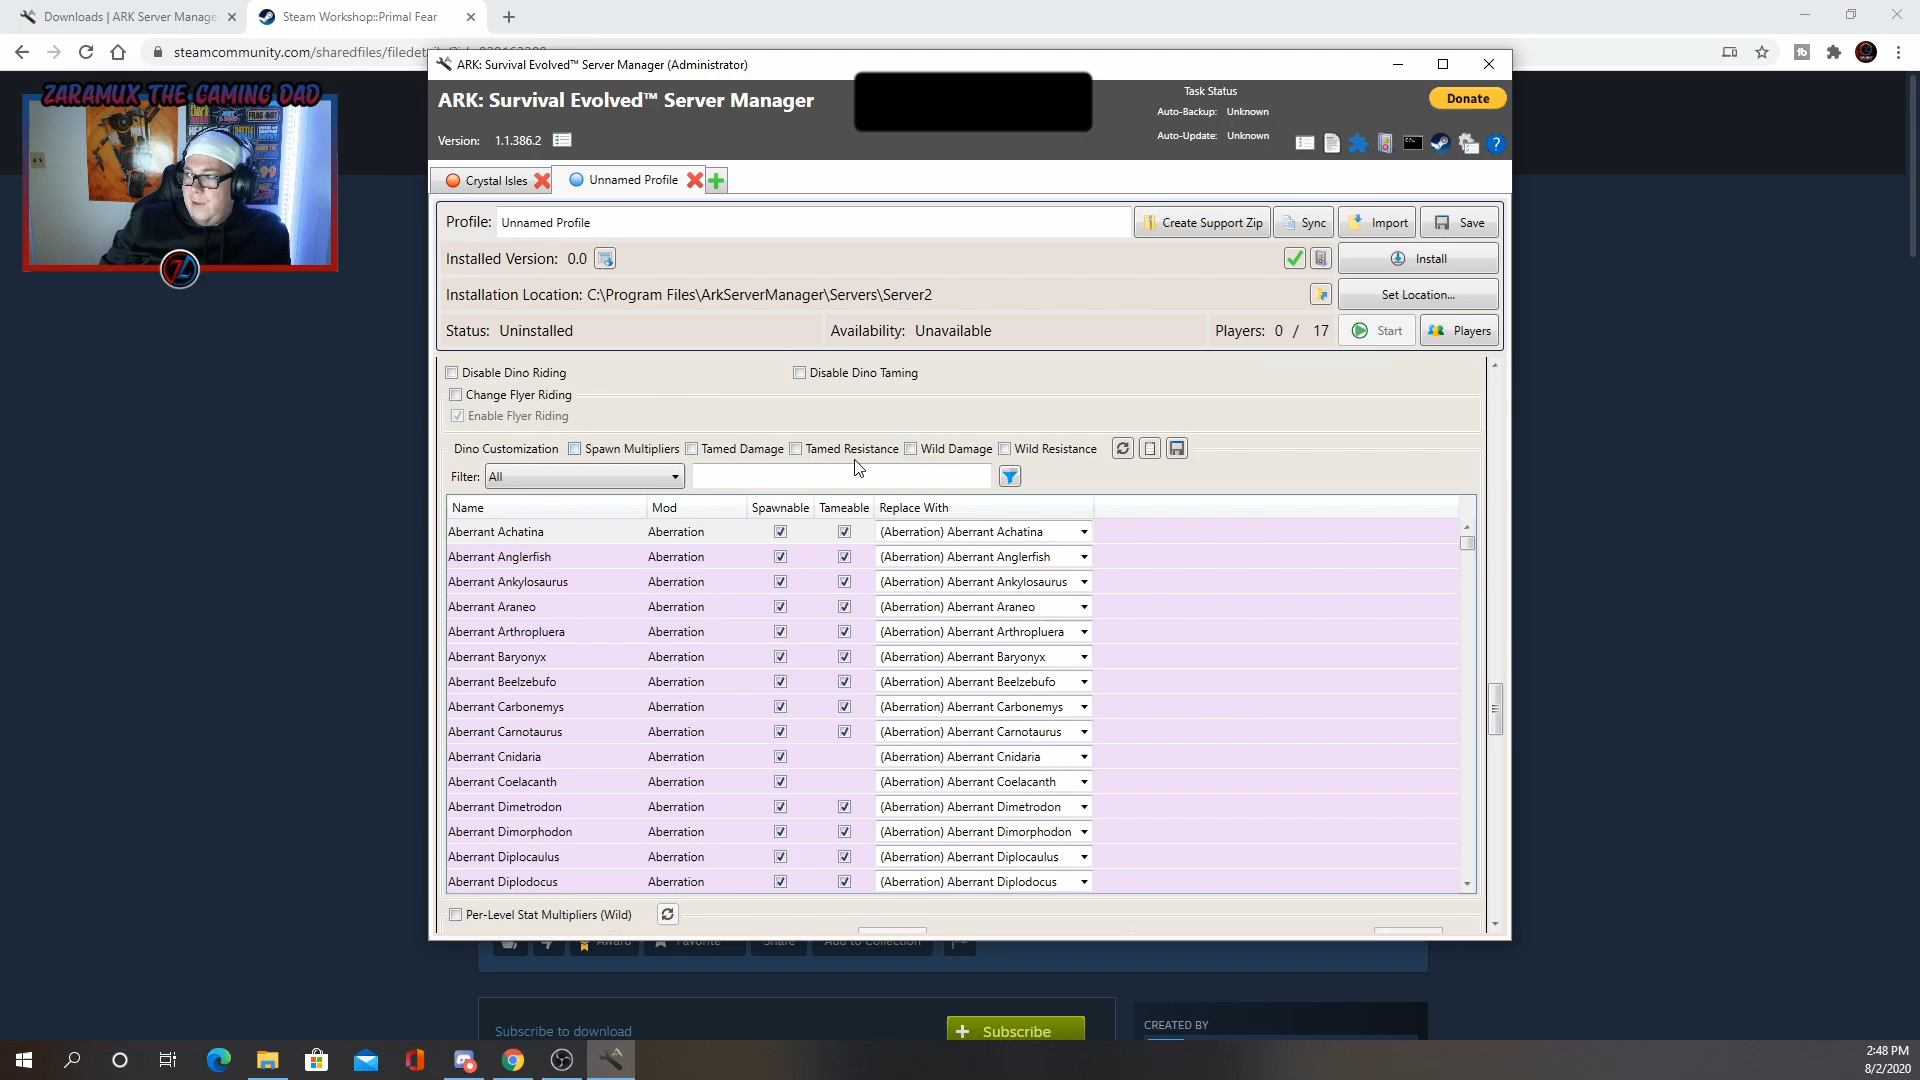 Downloads | ARK Server Manage
Steam Workshop::Primal Fear
steamcommunity.com/sharedfiles/filedet
ZARAMUX THE GAMING DAD
ARK: Survival Evolved™ Server Manager (Administrator)
ARK: Survival Evolved™ Server Manager
Task Status
Auto-Backup: Unknown
Auto-Update: Unknown
Donate
Version: 1.1.386.2
Crystal Isles
Unnamed Profile
Profile: Unnamed Profile
Create Support Zip
Sync
Import
Save
Installed Version: 0.0
Install
Installation Location: C:\Program Files\ArkServerManager\Servers\Server2
Set Location...
Status: Uninstalled
Availability: Unavailable
Players: 0 / 17
Start
Players
Disable Dino Riding
Disable Dino Taming
Change Flyer Riding
Enable Flyer Riding
Dino Customization
Spawn Multipliers
Tamed Damage
Tamed Resistance
Wild Damage
Wild Resistance
Filter: All
Name Mod Spawnable Tameable Replace With
Aberrant Achatina Aberration (Aberration) Aberrant Achatina
Aberrant Anglerfish Aberration (Aberration) Aberrant Anglerfish
Aberrant Ankylosaurus Aberration (Aberration) Aberrant Ankylosaurus
Aberrant Araneo Aberration (Aberration) Aberrant Araneo
Aberrant Arthropluera Aberration (Aberration) Aberrant Arthropluera
Aberrant Baryonyx Aberration (Aberration) Aberrant Baryonyx
Aberrant Beelzebufo Aberration (Aberration) Aberrant Beelzebufo
Aberrant Carbonemys Aberration (Aberration) Aberrant Carbonemys
Aberrant Carnotaurus Aberration (Aberration) Aberrant Carnotaurus
Aberrant Cnidaria Aberration (Aberration) Aberrant Cnidaria
Aberrant Coelacanth Aberration (Aberration) Aberrant Coelacanth
Aberrant Dimetrodon Aberration (Aberration) Aberrant Dimetrodon
Aberrant Dimorphodon Aberration (Aberration) Aberrant Dimorphodon
Aberrant Diplocaulus Aberration (Aberration) Aberrant Diplocaulus
Aberrant Diplodocus Aberration (Aberration) Aberrant Diplodocus
Per-Level Stat Multipliers (Wild)
Award
Favorite
Share
Add to Collection
Subscribe to download
Subscribe
CREATED BY
2:48 PM
8/2/2020